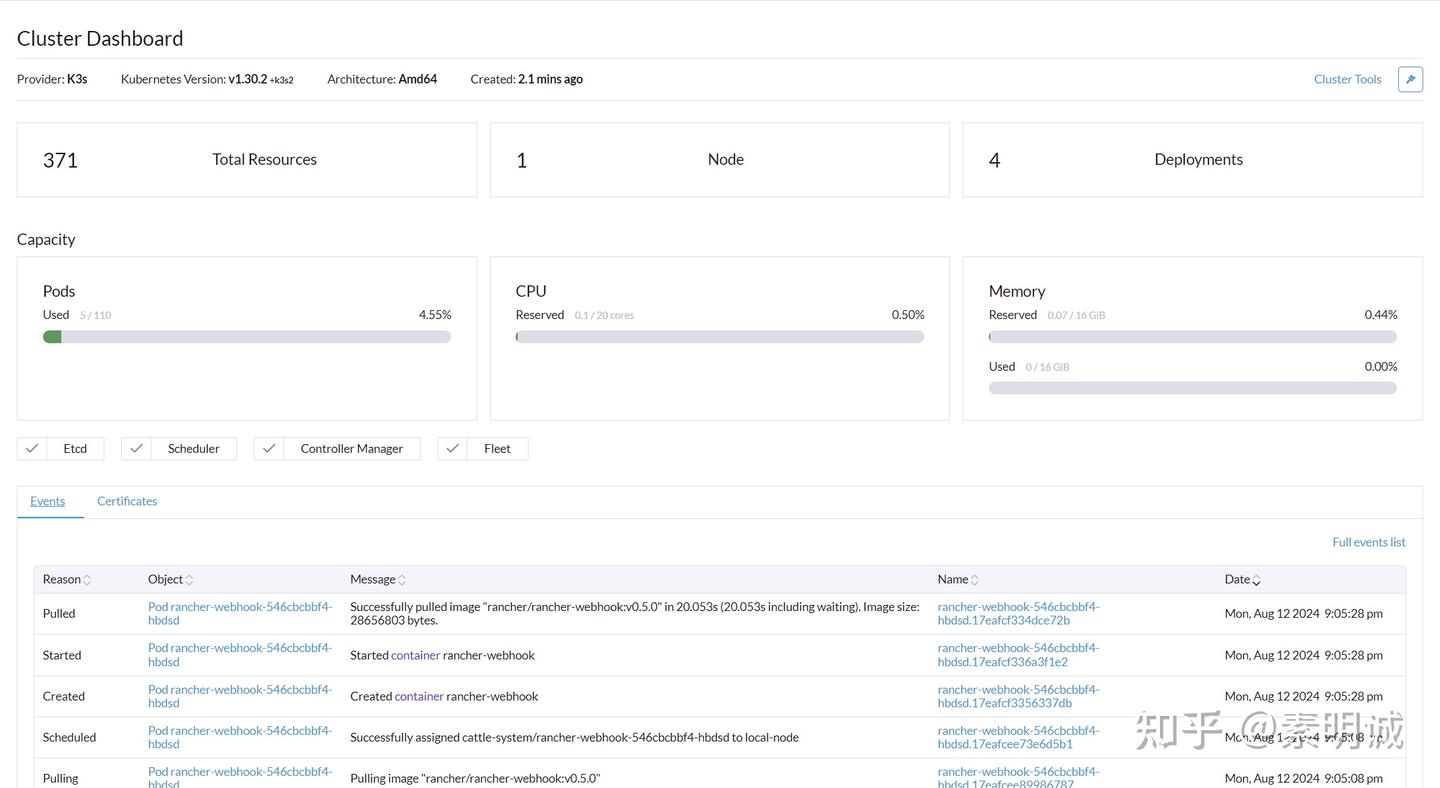 Cluster Dashboard
Provider: K3s Kubernetes Version: v1.30.2 +k3s2 Architecture: Amd64 Created: 2.1 mins ago Cluster Tools
371 Total Resources 1 Node 4 Deployments
Capacity
Pods CPU Memory
Used 5 / 110 4.55% Reserved 0.1 / 20 cores 0.50% Reserved 0.07 / 16 GiB 0.44%
Used 0 / 16 GiB 0.00%
Etcd Scheduler Controller Manager Fleet
Events Certificates
Full events list
Reason Object Message Name Date
Pulled Pod rancher-webhook-546cbcbbf4-hbdsd Successfully pulled image "rancher/rancher-webhook:v0.5.0" in 20.053s (20.053s including waiting). Image size: 28656803 bytes. rancher-webhook-546cbcbbf4-hbdsd.17eafcf334dce72b Mon, Aug 12 2024 9:05:28 pm
Started Pod rancher-webhook-546cbcbbf4-hbdsd Started container rancher-webhook rancher-webhook-546cbcbbf4-hbdsd.17eafcf336a3f1e2 Mon, Aug 12 2024 9:05:28 pm
Created Pod rancher-webhook-546cbcbbf4-hbdsd Created container rancher-webhook rancher-webhook-546cbcbbf4-hbdsd.17eafcf3356337db Mon, Aug 12 2024 9:05:28 pm
Scheduled Pod rancher-webhook-546cbcbbf4-hbdsd Successfully assigned cattle-system/rancher-webhook-546cbcbbf4-hbdsd to local-node rancher-webhook-546cbcbbf4-hbdsd.17eafcee73e6d5b1 Mon, Aug
Pulling Pod rancher-webhook-546cbcbbf4-hbdsd Pulling image "rancher/rancher-webhook:v0.5.0" rancher-webhook-546cbcbbf4-hbdsd.17eafcee89986787 Mon, Aug 12 2024 9:05:08 pm
知乎 @秦明诚